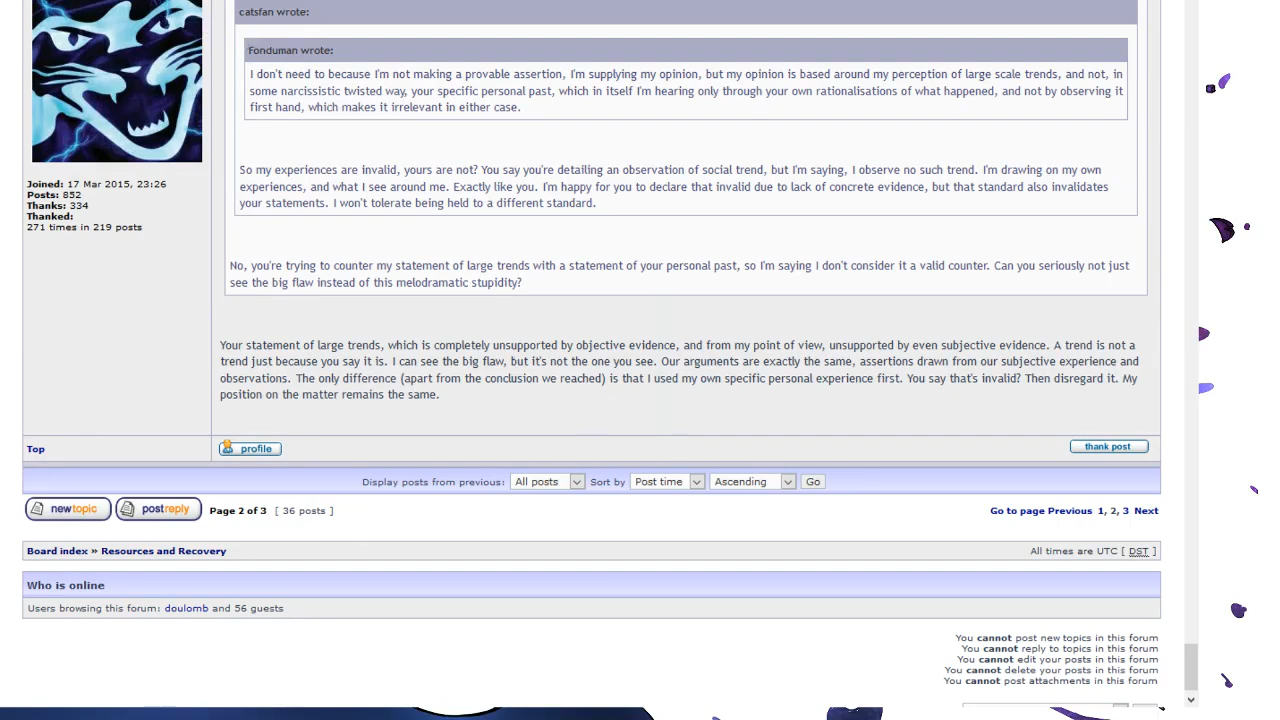 catsfan wrote:
Fonduman wrote:
I don't need to because I'm not making a provable assertion, I'm supplying my opinion, but my opinion is based around my perception of large scale trends, and not, in
some narcissistic twisted way, your specific personal past, which in itself I'm hearing only through your own rationalisations of what happened, and not by observing it
first hand, which makes it irrelevant in either case.
So my experiences are invalid, yours are not? You say you're detailing an observation of social trend, but I'm saying, I observe no such trend. I'm drawing on my own
experiences, and what I see around me. Exactly like you. I'm happy for you to declare that invalid due to lack of concrete evidence, but that standard also invalidates
your statements. I won't tolerate being held to a different standard.
No, you're trying to counter my statement of large trends with a statement of your personal past, so I'm saying I don't consider it a valid counter. Can you seriously not just
see the big flaw instead of this melodramatic stupidity?
Joined: 17 Mar 2015, 23:26
Posts: 852
Thanks: 334
Thanked:
271 times in 219 posts
Your statement of large trends, which is completely unsupported by objective evidence, and from my point of view, unsupported by even subjective evidence. A trend is not a
trend just because you say it is. I can see the big flaw, but it's not the one you see. Our arguments are exactly the same, assertions drawn from our subjective experience and
observations. The only difference (apart from the conclusion we reached) is that I used my own specific personal experience first. You say that's invalid? Then disregard it. My
position on the matter remains the same.
Top
profile
thank post
Display posts from previous: All posts Sort by Post time Ascending Go
newtopic postreply Page 2 of 3 [ 36 posts ]
Go to page Previous 1, 2, 3 Next
Board index » Resources and Recovery
All times are UTC [ DST ]
Who is online
Users browsing this forum: doulomb and 56 guests
You cannot post new topics in this forum
You cannot reply to topics in this forum
You cannot edit your posts in this forum
You cannot delete your posts in this forum
You cannot post attachments in this forum